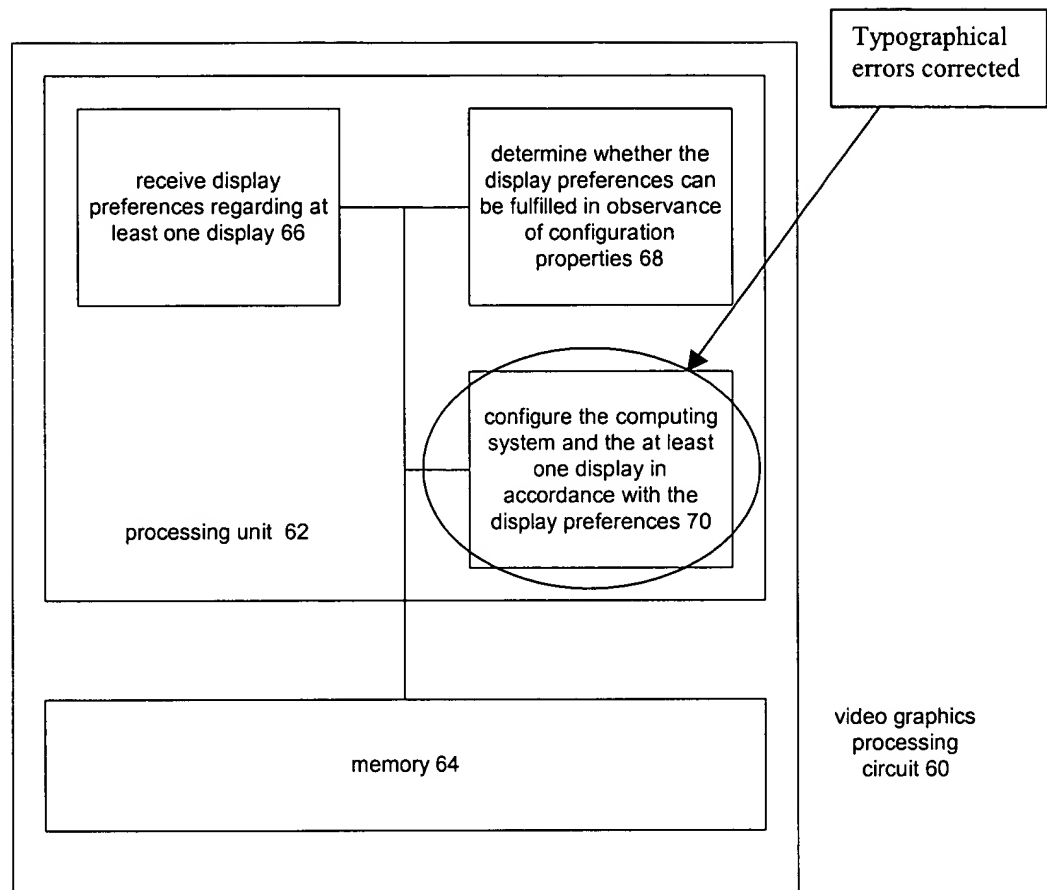 Typographical
errors corrected
receive display
preferences regarding at
least one display 66
determine whether the
display preferences can
be fulfilled in observance
of configuration
properties 68
configure the computing
system and the at least
one display in
accordance with the
display preferences 70
processing unit 62
memory 64
video graphics
processing
circuit 60